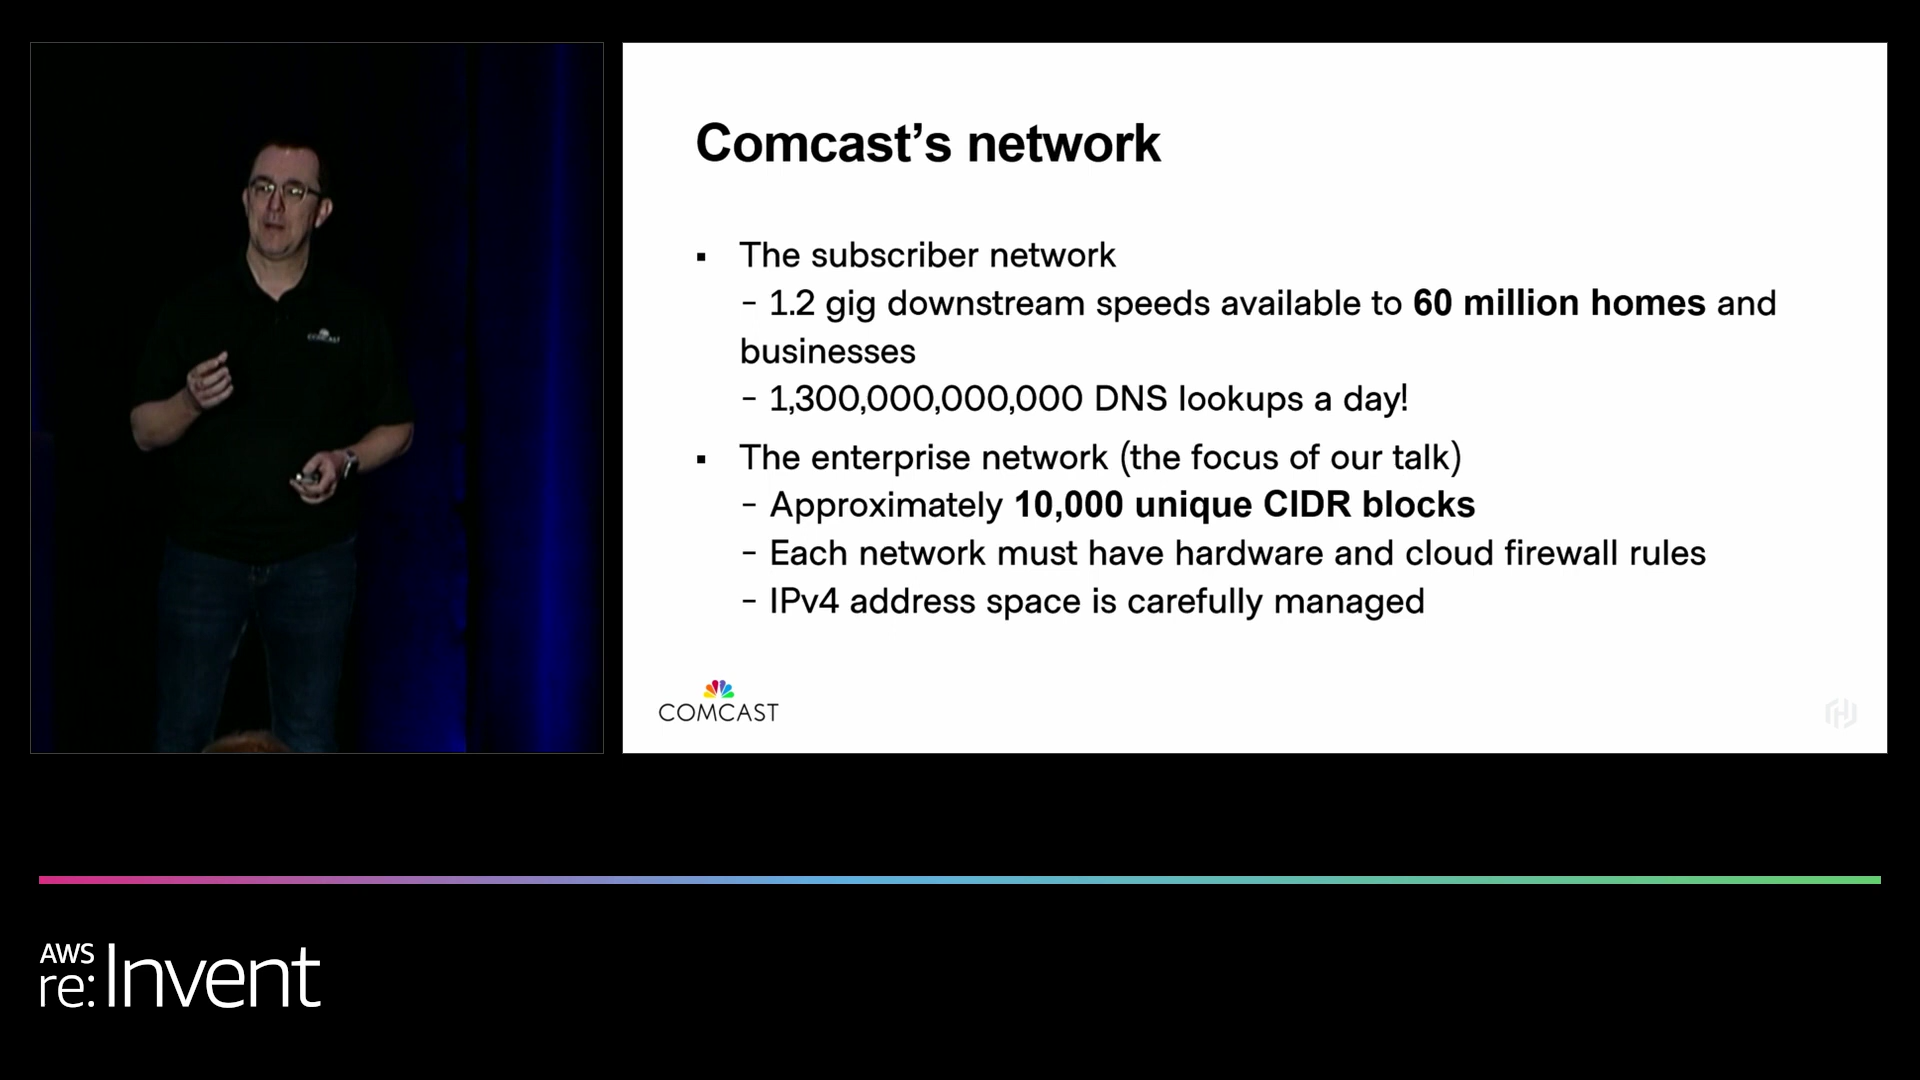 Comcast’s network
▪ The subscriber network
– 1.2 gig downstream speeds available to 60 million homes and
businesses
– 1,300,000,000,000 DNS lookups a day!
▪ The enterprise network (the focus of our talk)
– Approximately 10,000 unique CIDR blocks
– Each network must have hardware and cloud firewall rules
– IPv4 address space is carefully managed
COMCAST
COMCAST
AWS
re:Invent